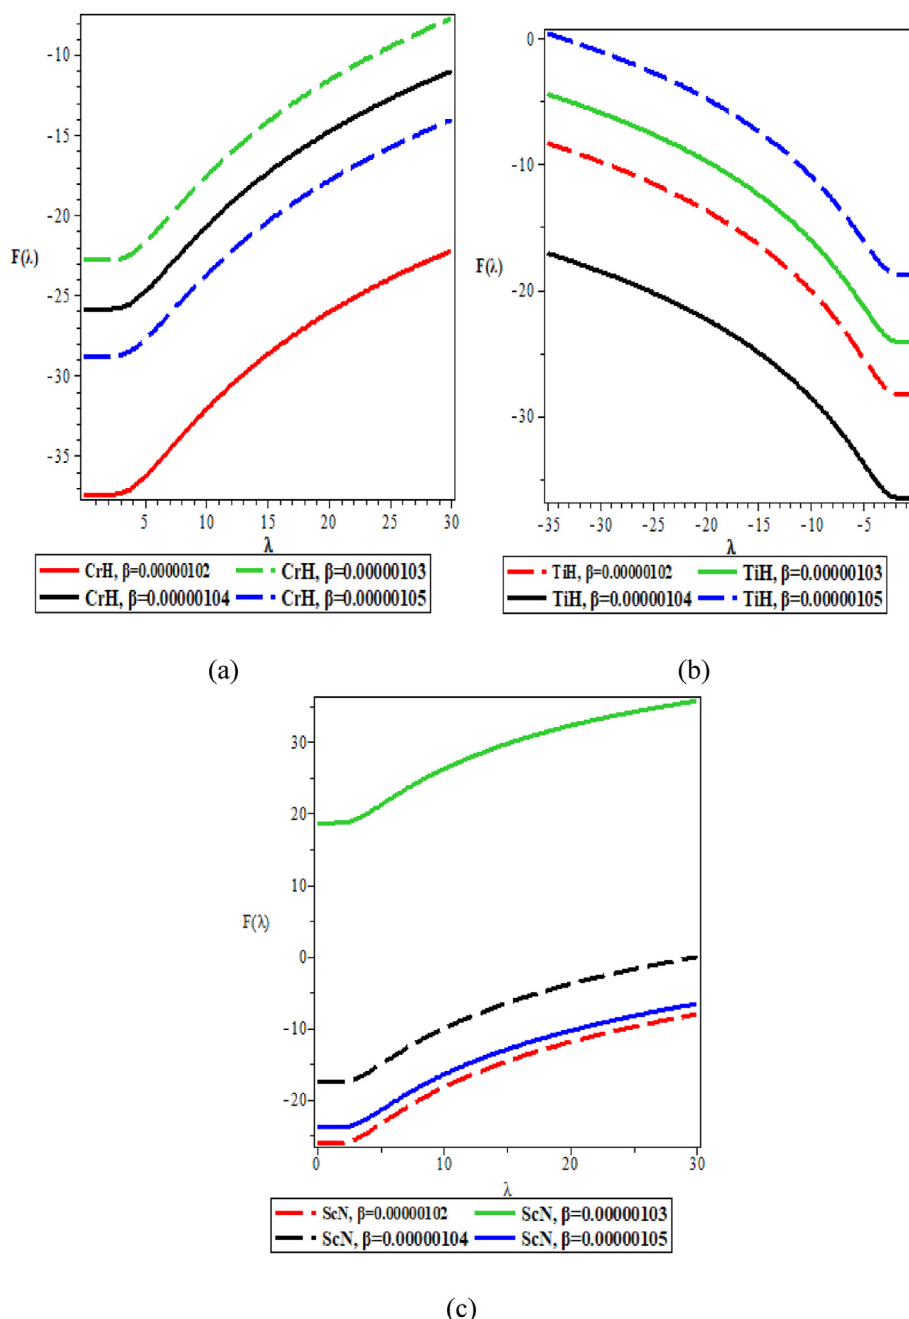 -10
-15
-20
F(λ)
-25
-30
-35
5 10 15 20 25 30
λ
CrH, β=0.00000102 CrH, β=0.00000103
CrH, β=0.00000104 CrH, β=0.00000105
(a)
0
-10
F(λ)
-20
-30
-35 -30 -25 -20 -15 -10 -5
λ
TiH, β=0.00000102 TiH, β=0.00000103
TiH, β=0.00000104 TiH, β=0.00000105
(b)
30
20
10
F(λ)
0
-10
-20
0 10 20 30
λ
ScN, β=0.00000102 ScN, β=0.00000103
ScN, β=0.00000104 ScN, β=0.00000105
(c)